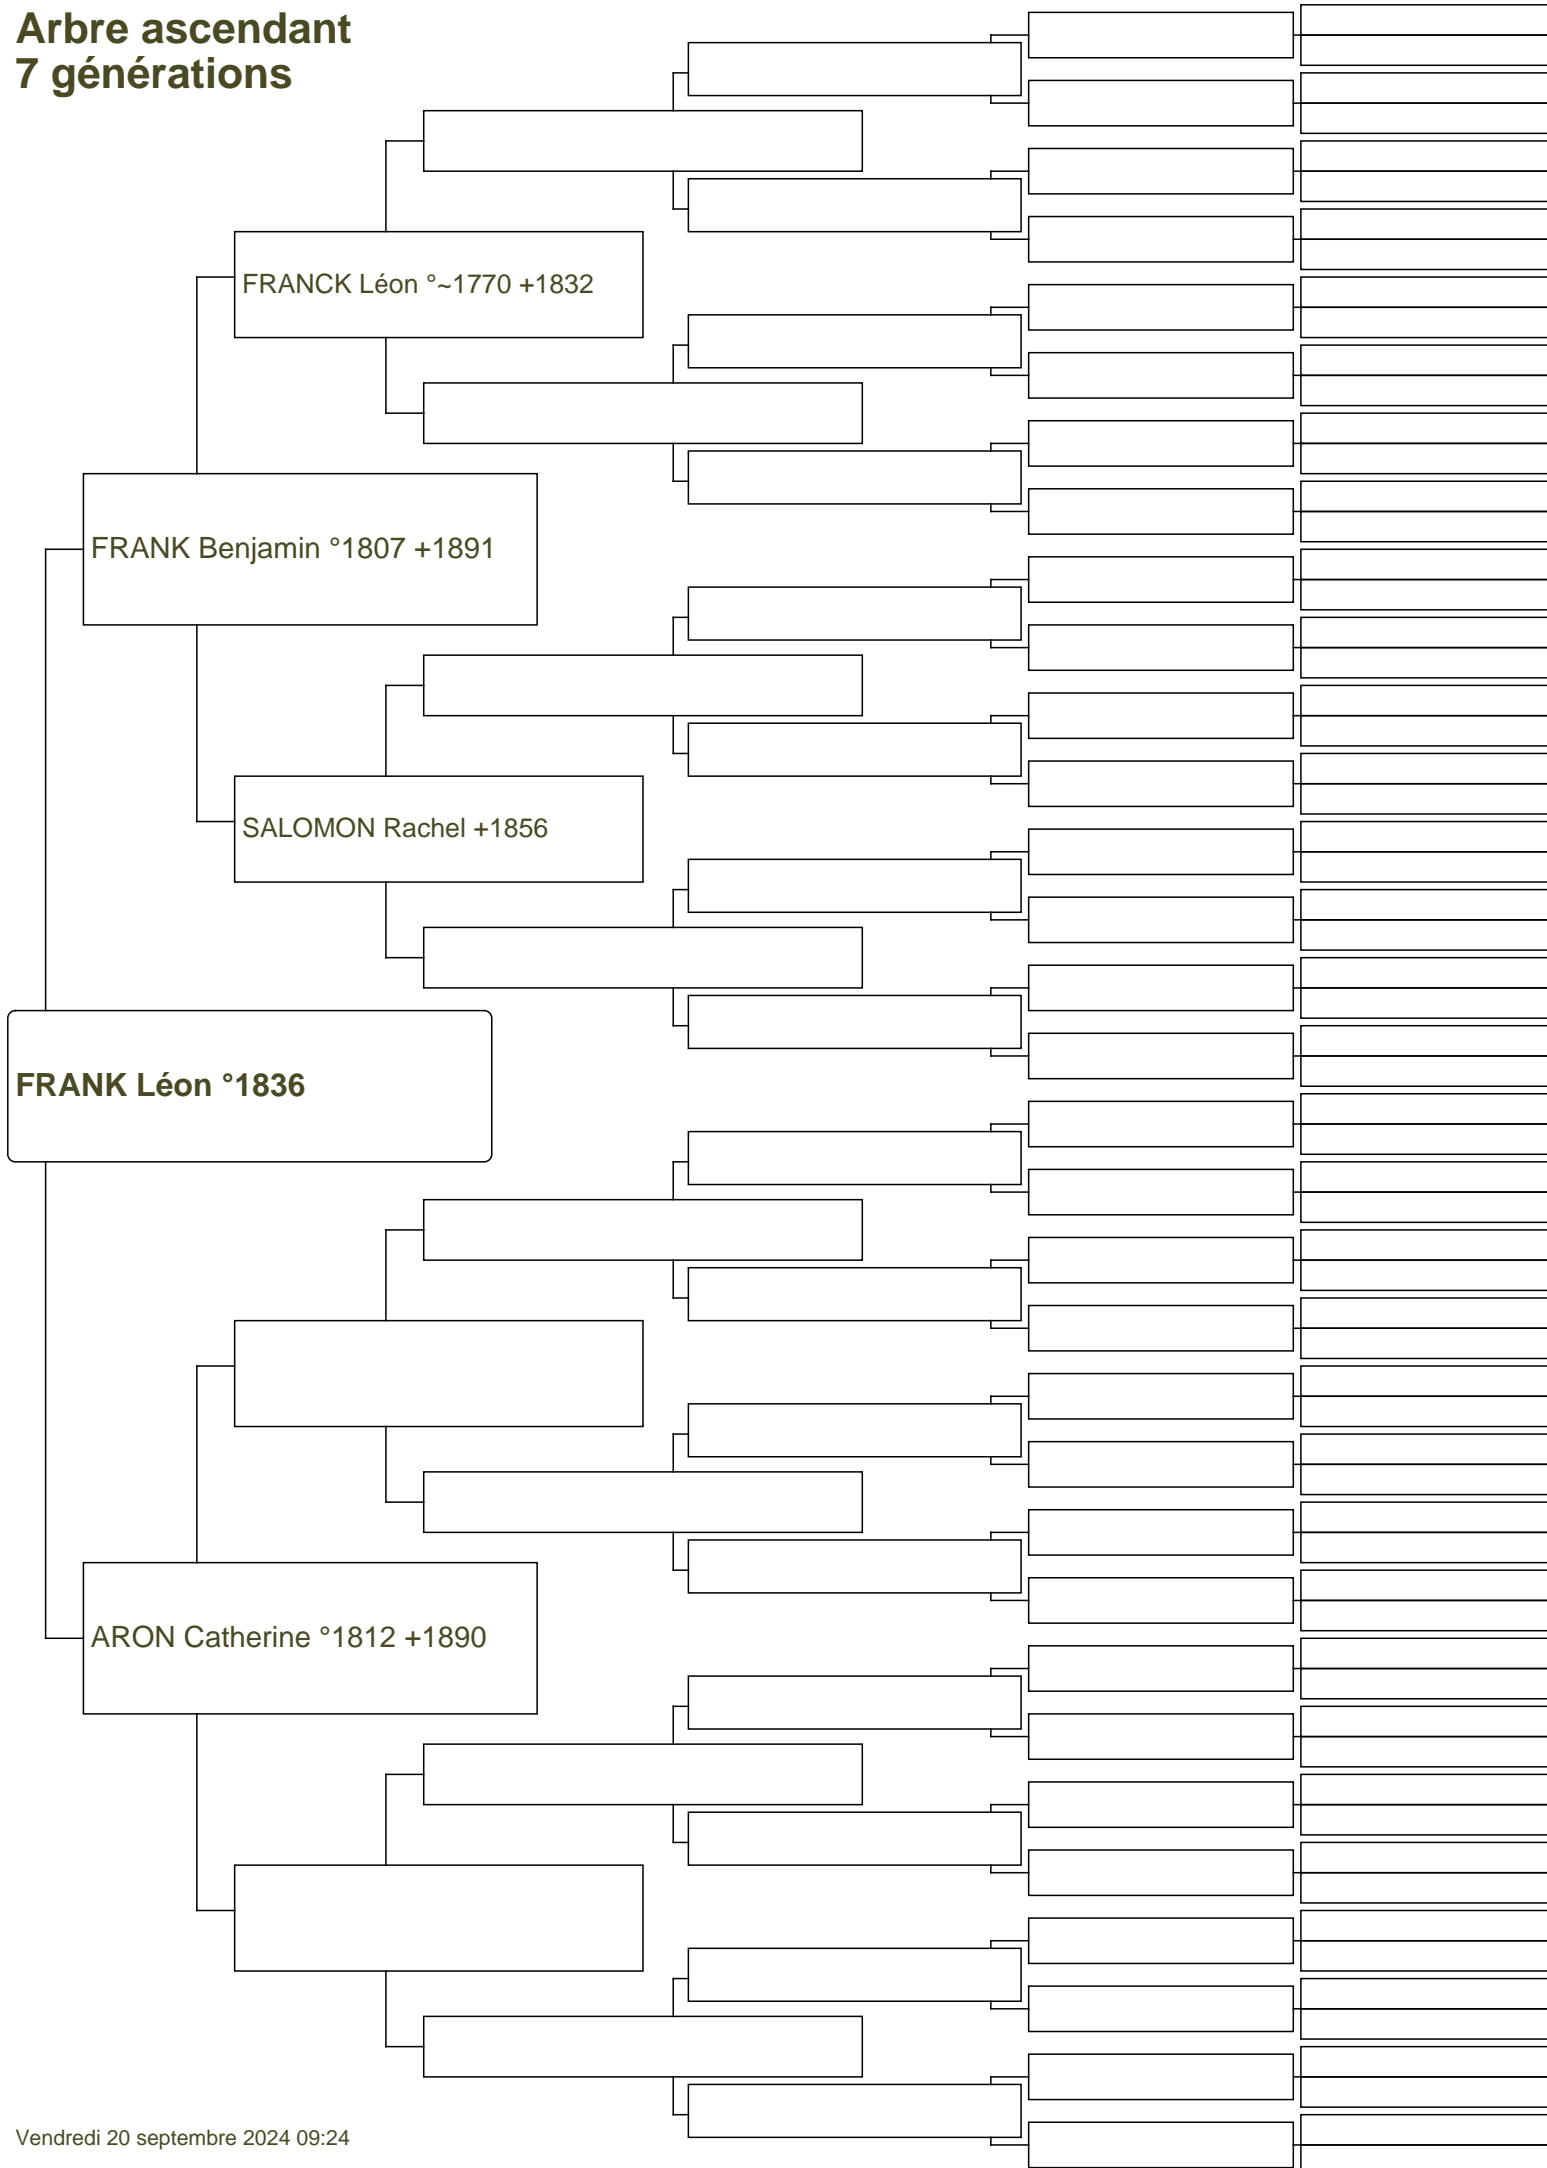 Arbre ascendant
7 générations
FRANCK Léon °~1770 +1832
FRANK Benjamin °1807 +1891
SALOMON Rachel +1856
FRANK Léon °1836
ARON Catherine °1812 +1890
Vendredi 20 septembre 2024 09:24